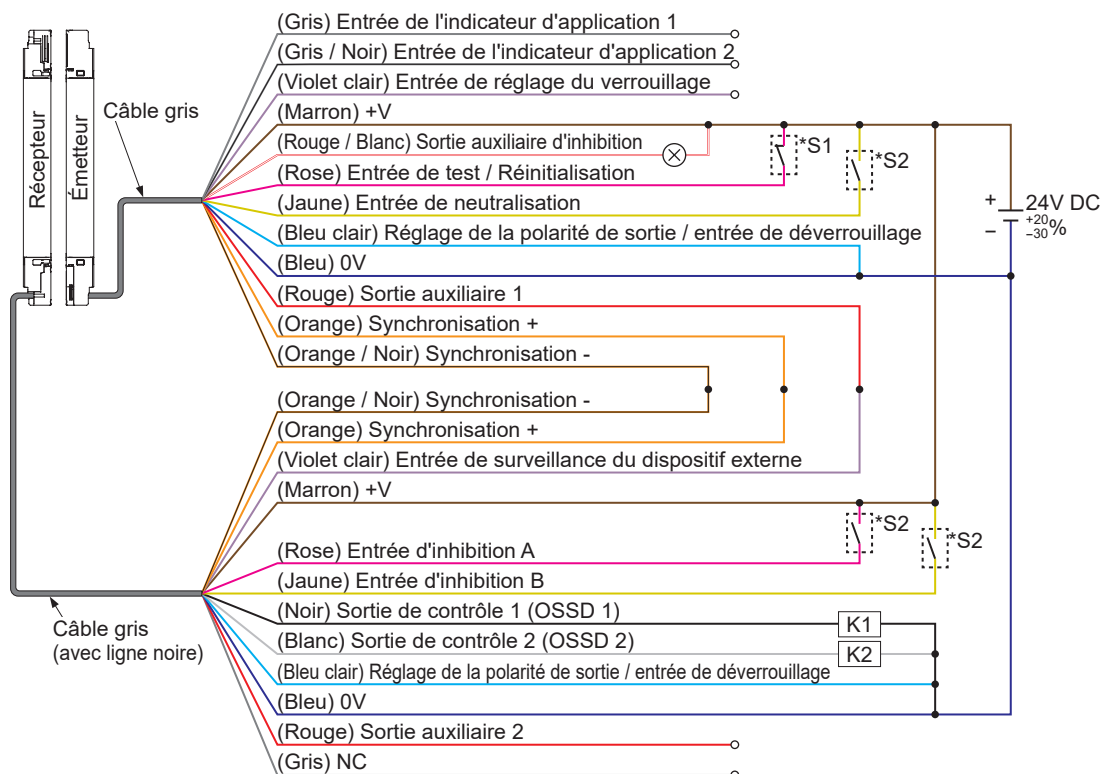 Récepteur
Émetteur
Câble gris
(Gris) Entrée de l'indicateur d'application 1
(Gris / Noir) Entrée de l'indicateur d'application 2
(Violet clair) Entrée de réglage du verrouillage
(Marron) +V
(Rouge / Blanc) Sortie auxiliaire d'inhibition
*S1
*S2
(Rose) Entrée de test / Réinitialisation
(Jaune) Entrée de neutralisation
+ 24V DC
− +20 −30 %
(Bleu clair) Réglage de la polarité de sortie / entrée de déverrouillage
(Bleu) 0V
(Rouge) Sortie auxiliaire 1
(Orange) Synchronisation +
(Orange / Noir) Synchronisation -
(Orange / Noir) Synchronisation -
(Orange) Synchronisation +
(Violet clair) Entrée de surveillance du dispositif externe
(Marron) +V
*S2
*S2
(Rose) Entrée d'inhibition A
(Jaune) Entrée d'inhibition B
(Noir) Sortie de contrôle 1 (OSSD 1)
K1
(Blanc) Sortie de contrôle 2 (OSSD 2)
K2
Câble gris
(avec ligne noire)
(Bleu clair) Réglage de la polarité de sortie / entrée de déverrouillage
(Bleu) 0V
(Rouge) Sortie auxiliaire 2
(Gris) NC